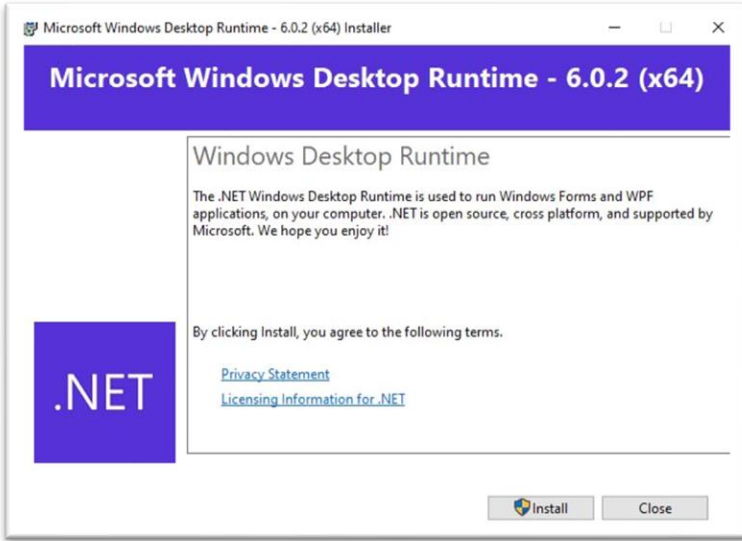 Microsoft Windows Desktop Runtime - 6.0.2 (x64) Installer
Microsoft Windows Desktop Runtime - 6.0.2 (x64)
Windows Desktop Runtime
The .NET Windows Desktop Runtime is used to run Windows Forms and WPF
applications, on your computer. .NET is open source, cross platform, and supported by
Microsoft. We hope you enjoy it!
By clicking Install, you agree to the following terms.
Privacy Statement
Licensing Information for .NET
.NET
Install Close